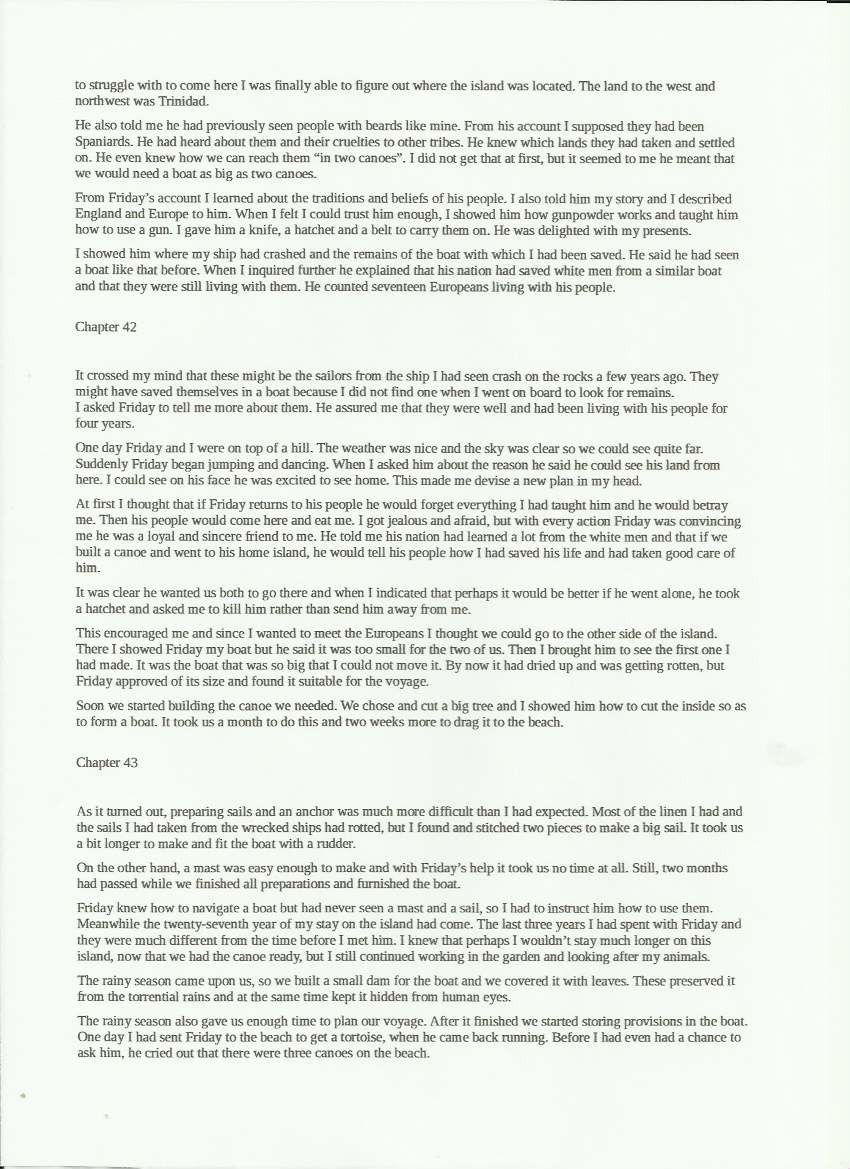 to struggle with to come here I was finally able to figure out where the island was located. The land to the west and
northwest was Trinidad.
He also told me he had previously seen people with beards like mine. From his account I supposed they had been
Spaniards. He had heard about them and their cruelties to other tribes. He knew which lands they had taken and settled
on. He even knew how we can reach them “in two canoes”. I did not get that at first, but it seemed to me he meant that
we would need a boat as big as two canoes.
From Friday’s account I learned about the traditions and beliefs of his people. I also told him my story and I described
England and Europe to him. When I felt I could trust him enough, I showed him how gunpowder works and taught him
how to use a gun. I gave him a knife, a hatchet and a belt to carry them on. He was delighted with my presents.
I showed him where my ship had crashed and the remains of the boat with which I had been saved. He said he had seen
a boat like that before. When I inquired further he explained that his nation had saved white men from a similar boat
and that they were still living with them. He counted seventeen Europeans living with his people.
Chapter 42
It crossed my mind that these might be the sailors from the ship I had seen crash on the rocks a few years ago. They
might have saved themselves in a boat because I did not find one when I went on board to look for remains.
I asked Friday to tell me more about them. He assured me that they were well and had been living with his people for
four years.
One day Friday and I were on top of a hill. The weather was nice and the sky was clear so we could see quite far.
Suddenly Friday began jumping and dancing. When I asked him about the reason he said he could see his land from
here. I could see on his face he was excited to see home. This made me devise a new plan in my head.
At first I thought that if Friday returns to his people he would forget everything I had taught him and he would betray
me. Then his people would come here and eat me. I got jealous and afraid, but with every action Friday was convincing
me he was a loyal and sincere friend to me. He told me his nation had learned a lot from the white men and that if we
built a canoe and went to his home island, he would tell his people how I had saved his life and had taken good care of
him.
It was clear he wanted us both to go there and when I indicated that perhaps it would be better if he went alone, he took
a hatchet and asked me to kill him rather than send him away from me.
This encouraged me and since I wanted to meet the Europeans I thought we could go to the other side of the island.
There I showed Friday my boat but he said it was too small for the two of us. Then I brought him to see the first one I
had made. It was the boat that was so big that I could not move it. By now it had dried up and was getting rotten, but
Friday approved of its size and found it suitable for the voyage.
Soon we started building the canoe we needed. We chose and cut a big tree and I showed him how to cut the inside so as
to form a boat. It took us a month to do this and two weeks more to drag it to the beach.
Chapter 43
As it turned out, preparing sails and an anchor was much more difficult than I had expected. Most of the linen I had and
the sails I had taken from the wrecked ships had rotted, but I found and stitched two pieces to make a big sail. It took us
a bit longer to make and fit the boat with a rudder.
On the other hand, a mast was easy enough to make and with Friday’s help it took us no time at all. Still, two months
had passed while we finished all preparations and furnished the boat.
Friday knew how to navigate a boat but had never seen a mast and a sail, so I had to instruct him how to use them.
Meanwhile the twenty-seventh year of my stay on the island had come. The last three years I had spent with Friday and
they were much different from the time before I met him. I knew that perhaps I wouldn’t stay much longer on this
island, now that we had the canoe ready, but I still continued working in the garden and looking after my animals.
The rainy season came upon us, so we built a small dam for the boat and we covered it with leaves. These preserved it
from the torrential rains and at the same time kept it hidden from human eyes.
The rainy season also gave us enough time to plan our voyage. After it finished we started storing provisions in the boat.
One day I had sent Friday to the beach to get a tortoise, when he came back running. Before I had even had a chance to
ask him, he cried out that there were three canoes on the beach.